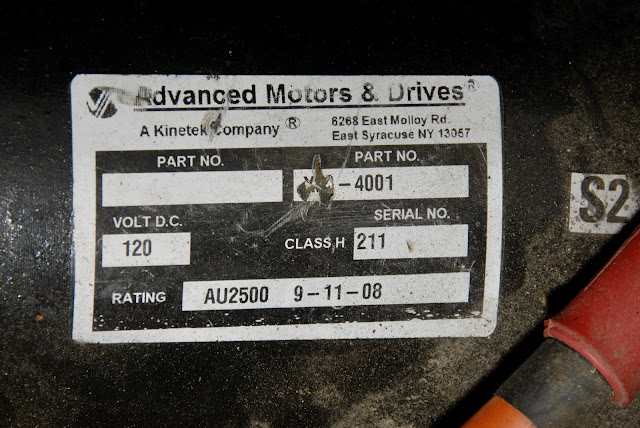 Advanced Motors & Drives®
A Kinetek Company ®
6268 East Molloy Rd.
East Syracuse NY 13057
PART NO.
PART NO.
-4001
VOLT D.C.
SERIAL NO.
120
CLASS H
211
RATING
AU2500 9-11-08
S2